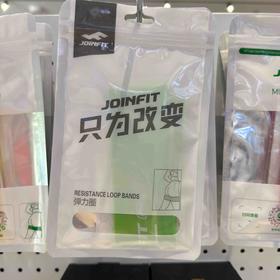 JOINFIT
JOINFIT
只为改变
RESISTANCE LOOP BANDS
弹力圈